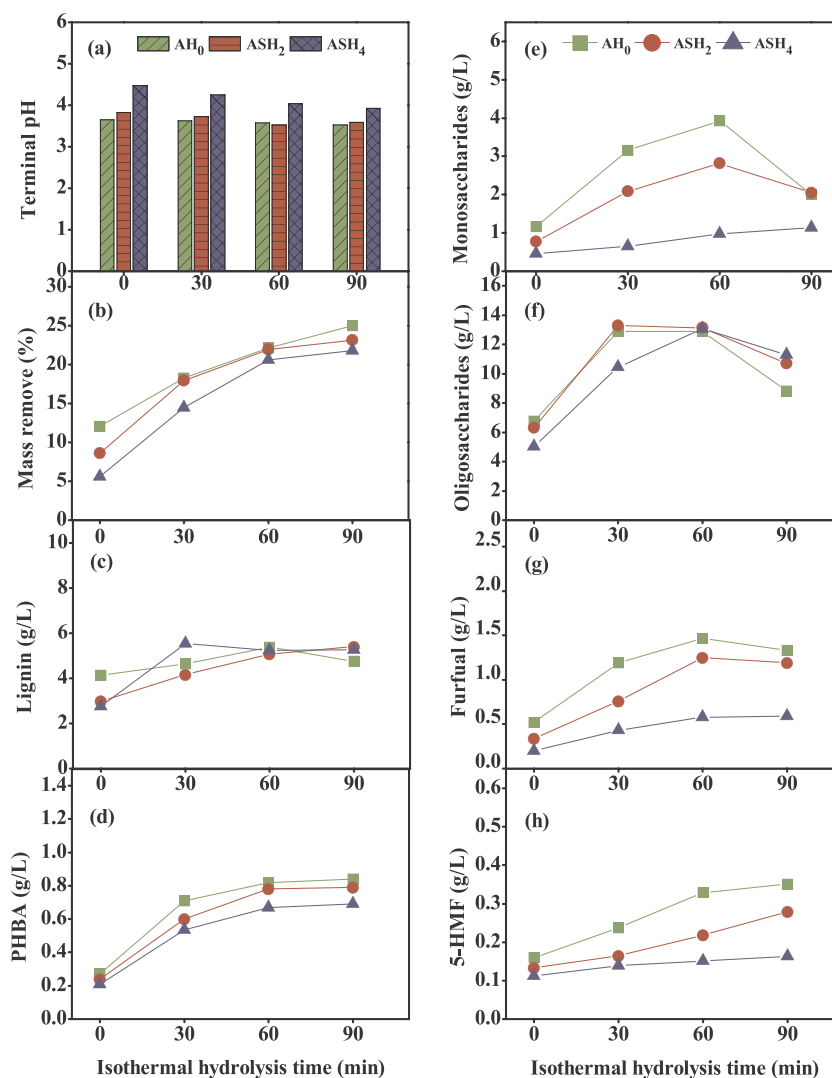 (a) AH0 ASH2 ASH4
Terminal pH
6
5
4
3
2
1
0
0 30 60 90
(b)
Mass remove (%)
30
25
20
15
10
5
0
0 30 60 90
(c)
Lignin (g/L)
10
8
6
4
2
0
0 30 60 90
(d)
PHBA (g/L)
1.4
1.2
1.0
0.8
0.6
0.4
0.2
0.0
0 30 60 90
Isothermal hydrolysis time (min)
(e)
AH0 ASH2 ASH4
Monosaccharides (g/L)
6
5
4
3
2
1
0
0 30 60 90
(f)
Oligosaccharides (g/L)
16
14
12
10
8
6
4
2
0
0 30 60 90
(g)
Furfual (g/L)
2.5
2.0
1.5
1.0
0.5
0.0
0 30 60 90
(h)
5-HMF (g/L)
0.6
0.5
0.4
0.3
0.2
0.1
0.0
0 30 60 90
Isothermal hydrolysis time (min)